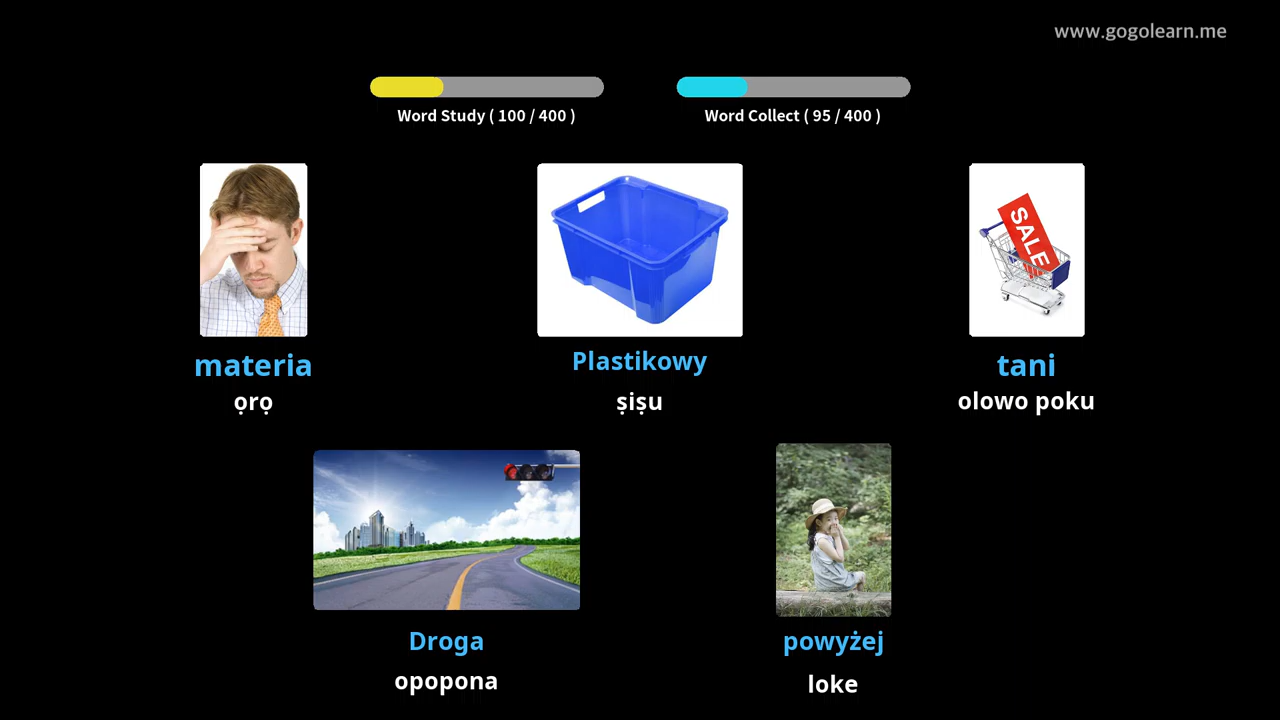 www.gogolearn.me
Word Study ( 100 / 400 )
Word Collect ( 95 / 400 )
SALE
materia
Plastikowy
tani
ọrọ
ṣiṣu
olowo poku
Droga
powyżej
opopona
loke